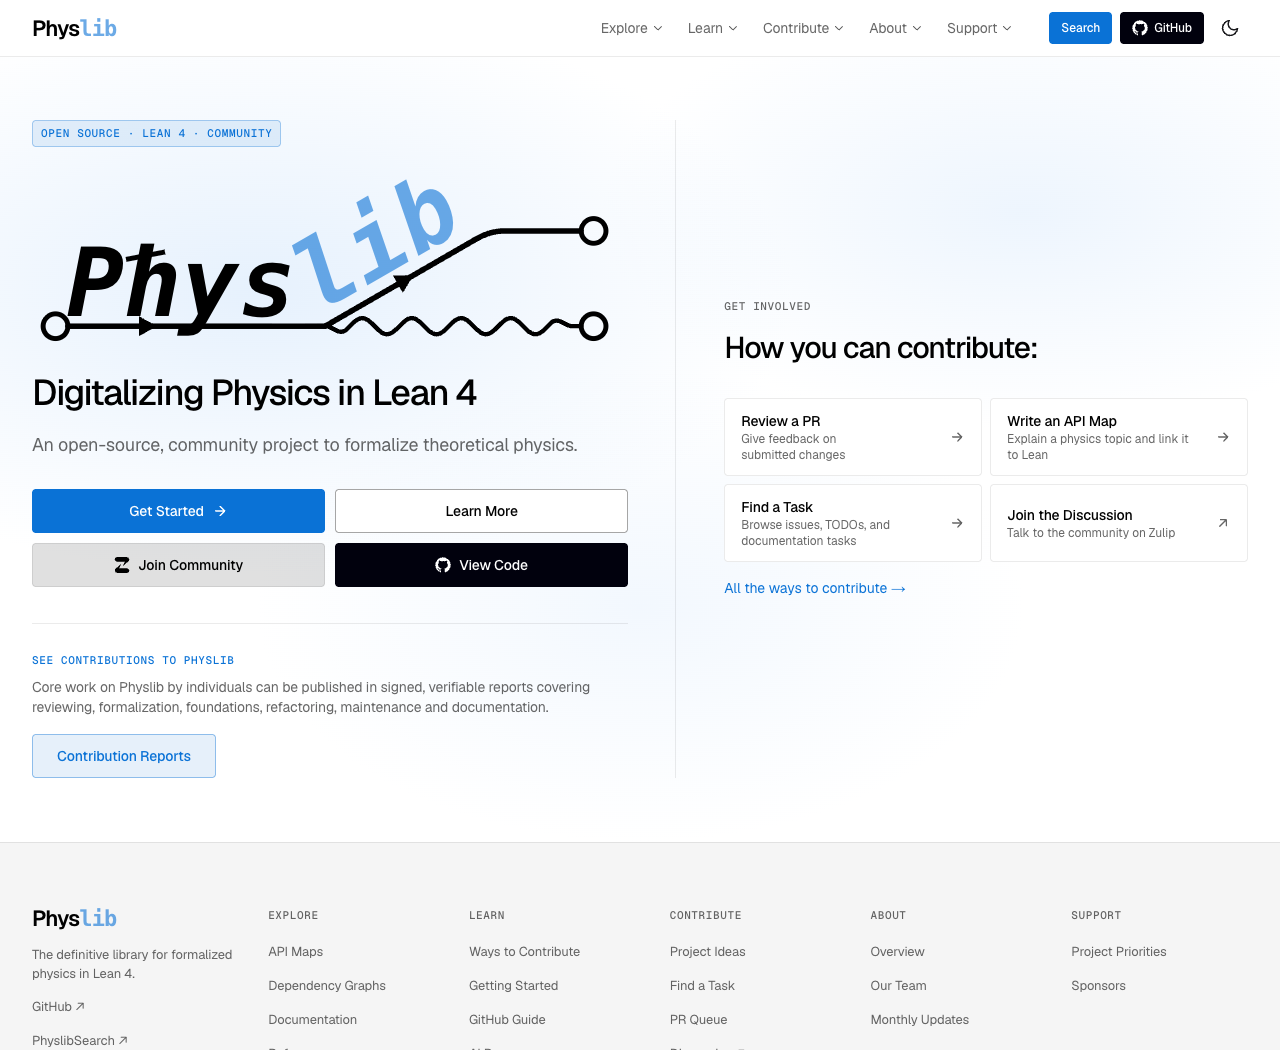 Physlib
Explore
Learn
Contribute
About
Support
Search
GitHub
OPEN SOURCE · LEAN 4 · COMMUNITY
Physlib
Digitalizing Physics in Lean 4
An open-source, community project to formalize theoretical physics.
Get Started →
Learn More
Join Community
View Code
SEE CONTRIBUTIONS TO PHYSLIB
Core work on Physlib by individuals can be published in signed, verifiable reports covering
reviewing, formalization, foundations, refactoring, maintenance and documentation.
Contribution Reports
GET INVOLVED
How you can contribute:
Review a PR
Give feedback on
submitted changes
→
Write an API Map
Explain a physics topic and link it
to Lean
→
Find a Task
Browse issues, TODOs, and
documentation tasks
→
Join the Discussion
Talk to the community on Zulip
↗
All the ways to contribute →
Physlib
The definitive library for formalized
physics in Lean 4.
GitHub ↗
PhyslibSearch ↗
EXPLORE
API Maps
Dependency Graphs
Documentation
LEARN
Ways to Contribute
Getting Started
GitHub Guide
CONTRIBUTE
Project Ideas
Find a Task
PR Queue
ABOUT
Overview
Our Team
Monthly Updates
SUPPORT
Project Priorities
Sponsors